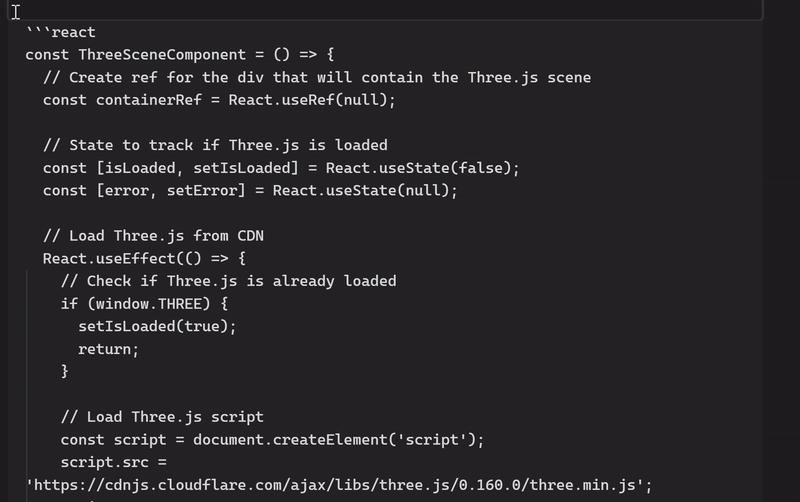 ```react
const ThreeSceneComponent = () => {
  // Create ref for the div that will contain the Three.js scene
  const containerRef = React.useRef(null);

  // State to track if Three.js is loaded
  const [isLoaded, setIsLoaded] = React.useState(false);
  const [error, setError] = React.useState(null);

  // Load Three.js from CDN
  React.useEffect(() => {
    // Check if Three.js is already loaded
    if (window.THREE) {
      setIsLoaded(true);
      return;
    }

    // Load Three.js script
    const script = document.createElement('script');
    script.src =
'https://cdnjs.cloudflare.com/ajax/libs/three.js/0.160.0/three.min.js';